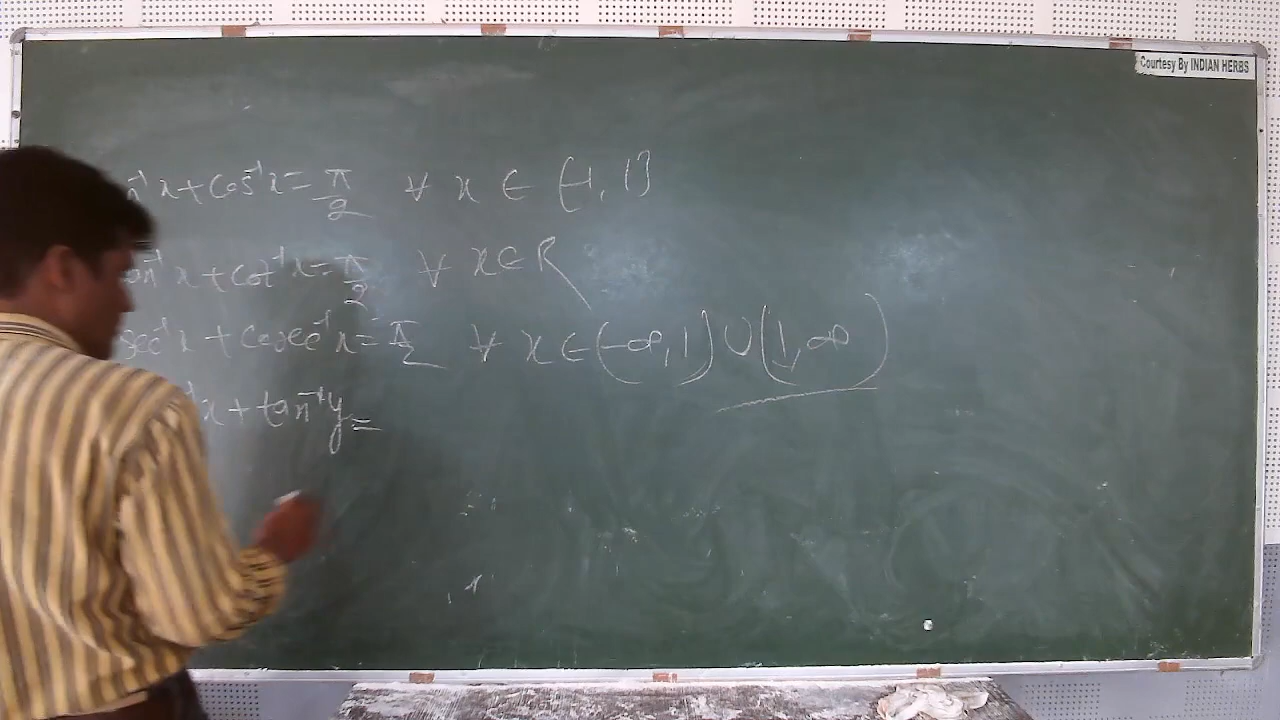 Courtesy By INDIAN HERBS
n⁻¹x + cos⁻¹x = π/2 ∀ x ∈ [-1, 1]
an⁻¹x + cot⁻¹x = π/2 ∀ x ∈ R
sec⁻¹x + cosec⁻¹x = π/2 ∀ x ∈ (-∞, 1) ∪ (1, ∞)
⁻¹x + tan⁻¹y =